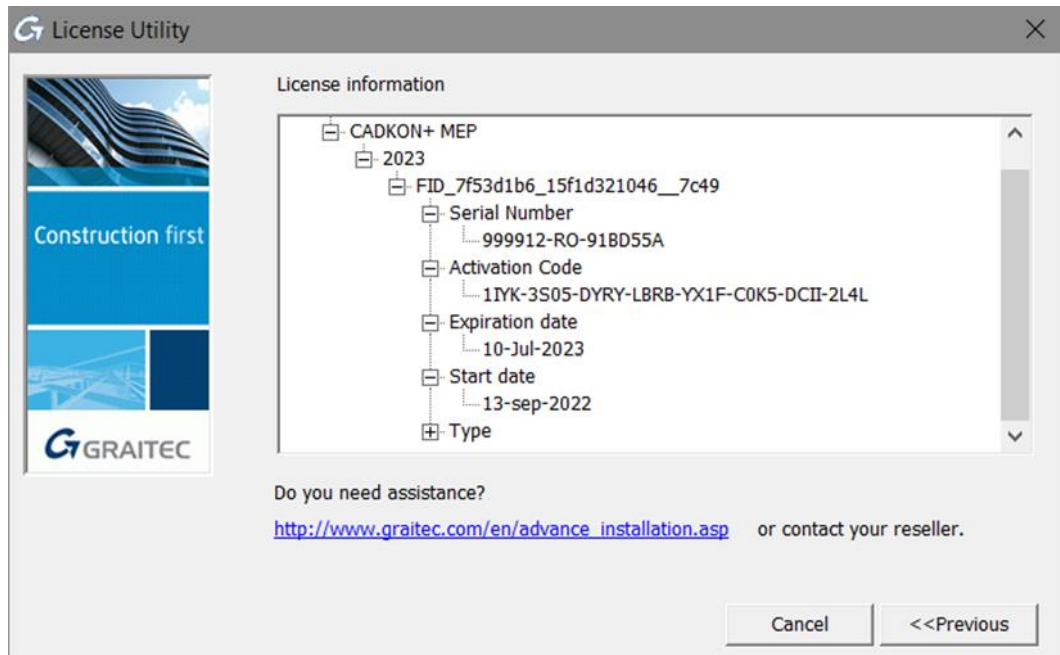 License Utility
License information
CADKON+ MEP
2023
FID_7f53d1b6_15f1d321046__7c49
Serial Number
999912-RO-91BD55A
Activation Code
1IYK-3S05-DYRY-LBRB-YX1F-C0K5-DCII-2L4L
Expiration date
10-Jul-2023
Start date
13-sep-2022
Type
Construction first
GRAITEC
Do you need assistance?
http://www.graitec.com/en/advance_installation.asp or contact your reseller.
Cancel <<Previous